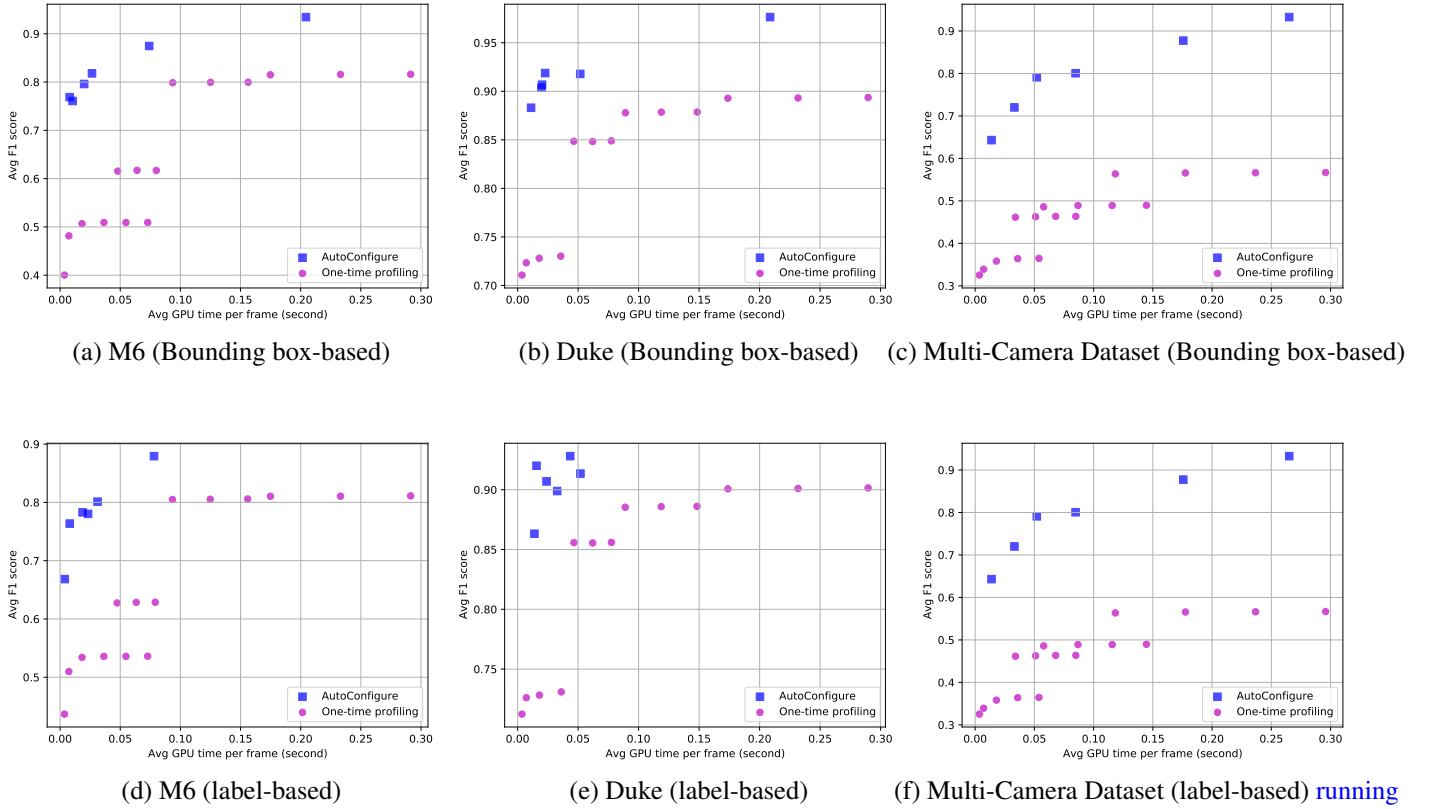 0.9
0.8
0.7
0.6
0.5
0.4
Avg F1 score
AutoConfigure
One-time profiling
0.00 0.05 0.10 0.15 0.20 0.25 0.30
Avg GPU time per frame (second)
(a) M6 (Bounding box-based)
0.95
0.90
0.85
0.80
0.75
0.70
Avg F1 score
AutoConfigure
One-time profiling
0.00 0.05 0.10 0.15 0.20 0.25 0.30
Avg GPU time per frame (second)
(b) Duke (Bounding box-based)
0.9
0.8
0.7
0.6
0.5
0.4
0.3
Avg F1 score
AutoConfigure
One-time profiling
0.00 0.05 0.10 0.15 0.20 0.25 0.30
Avg GPU time per frame (second)
(c) Multi-Camera Dataset (Bounding box-based)
0.9
0.8
0.7
0.6
0.5
Avg F1 score
AutoConfigure
One-time profiling
0.00 0.05 0.10 0.15 0.20 0.25 0.30
Avg GPU time per frame (second)
(d) M6 (label-based)
0.90
0.85
0.80
0.75
Avg F1 score
AutoConfigure
One-time profiling
0.00 0.05 0.10 0.15 0.20 0.25 0.30
Avg GPU time per frame (second)
(e) Duke (label-based)
0.9
0.8
0.7
0.6
0.5
0.4
0.3
Avg F1 score
AutoConfigure
One-time profiling
0.00 0.05 0.10 0.15 0.20 0.25 0.30
Avg GPU time per frame (second)
(f) Multi-Camera Dataset (label-based) running